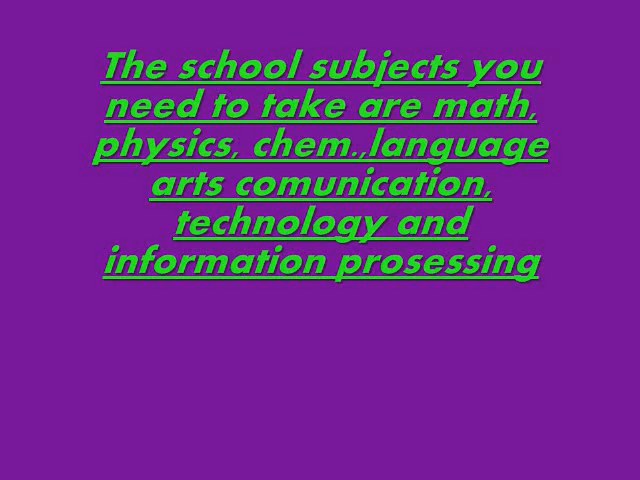 The school subjects you
need to take are math,
physics, chem.,language
arts comunication,
technology and
information prosessing